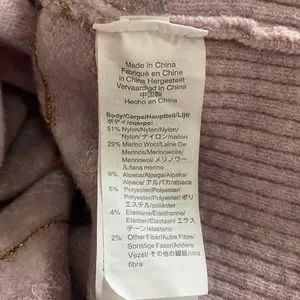 Made in China
Fabriqué en Chine
in China Hergestellt
Vervaardigd in China
中国製
Hecho en China
Body/Corps/Hauptteil/Lijf/
ボディ/cuerpo:
51% Nylon/Nylon/Nylon/
Nylon/ナイロン/nailon
29% Merino Wool/Laine De
Merinos/Merinowolle/
Merinowol/メリノウー
ル/lana merino
9% Alpaca/Alpaga/Alpaka/
Alpaca/アルパカ/alpaca
5% Polyester/Polyester/
Polyester/Polyester/ポリ
エステル/poliéster
4% Elastane/Élasthanne/
Elastan/Elastaan/エラス
テーン/elastano
2% Other Fiber/Autre Fibre/
Sonstige Faser/Andere
Vezel/その他の繊維/otra
fibra